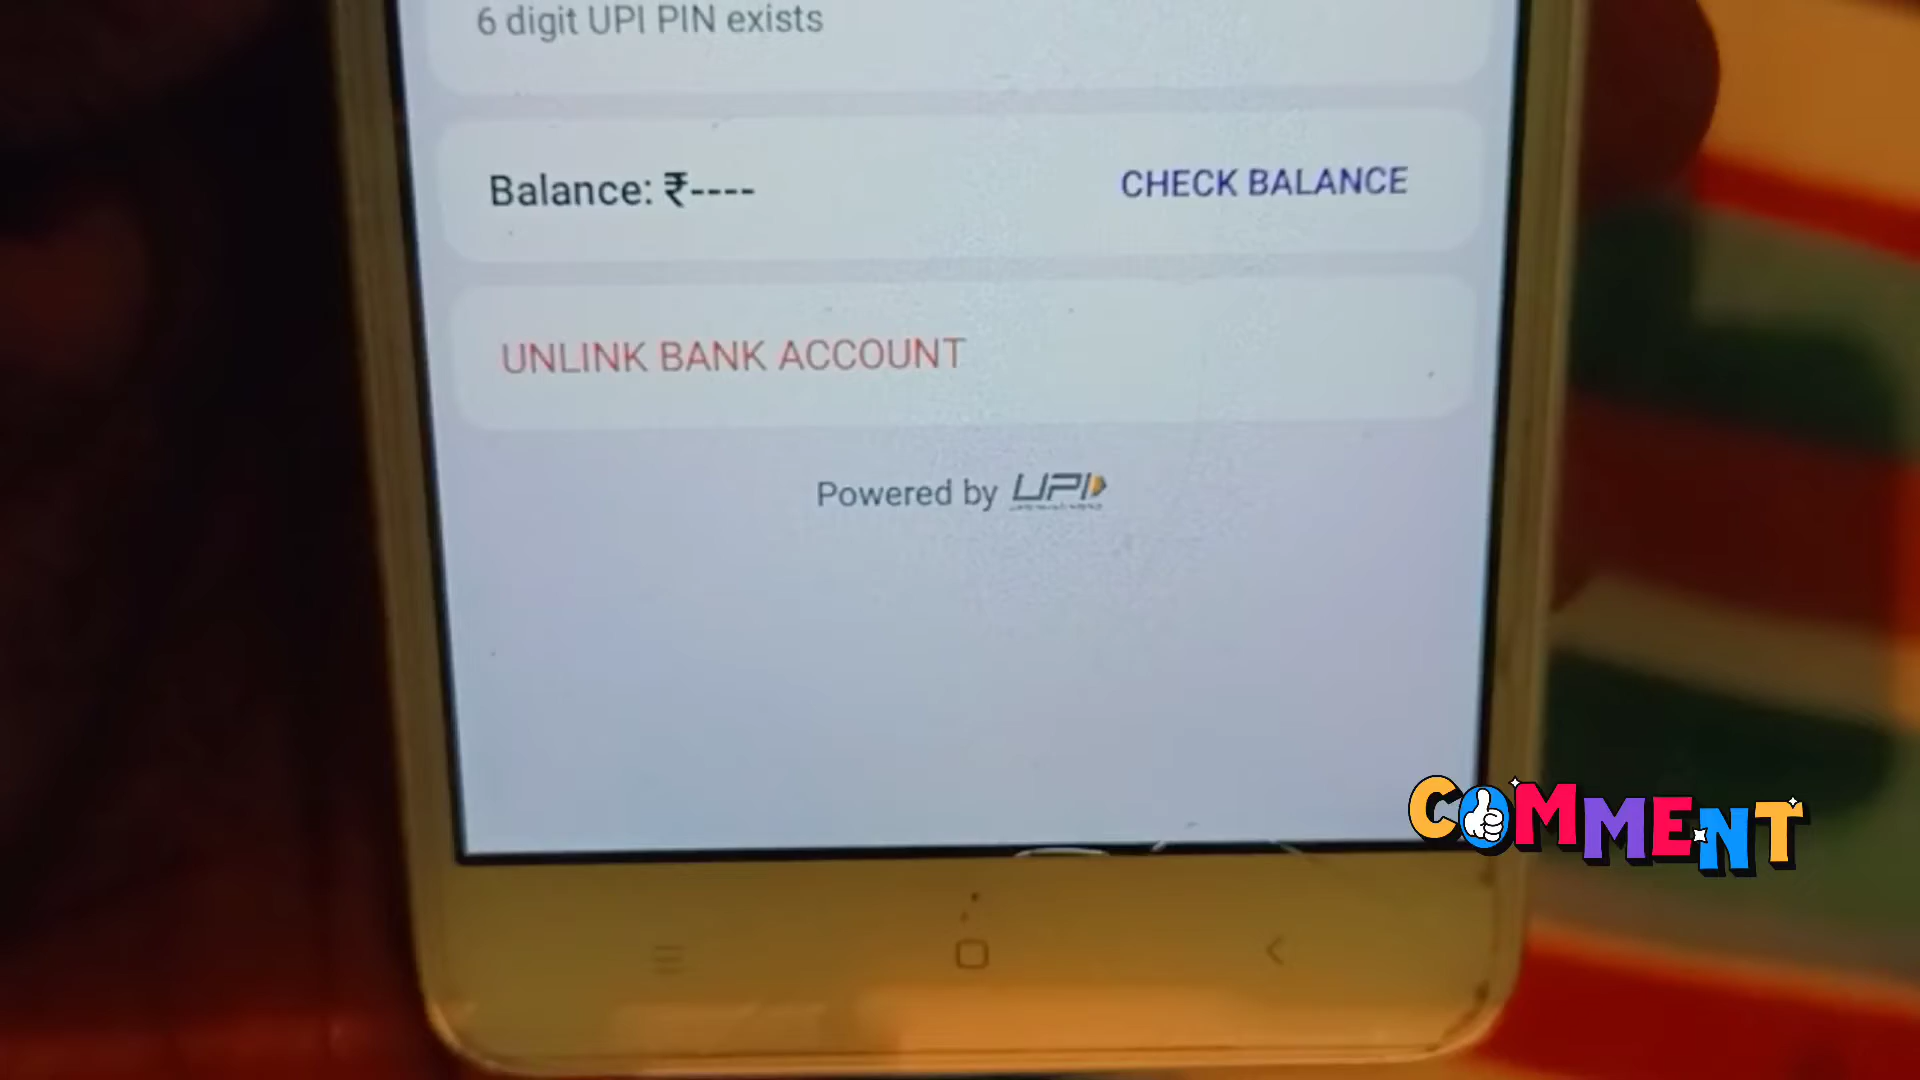 6 digit UPI PIN exists
Balance: ₹----
CHECK BALANCE
UNLINK BANK ACCOUNT
Powered by UPI
COMMENT